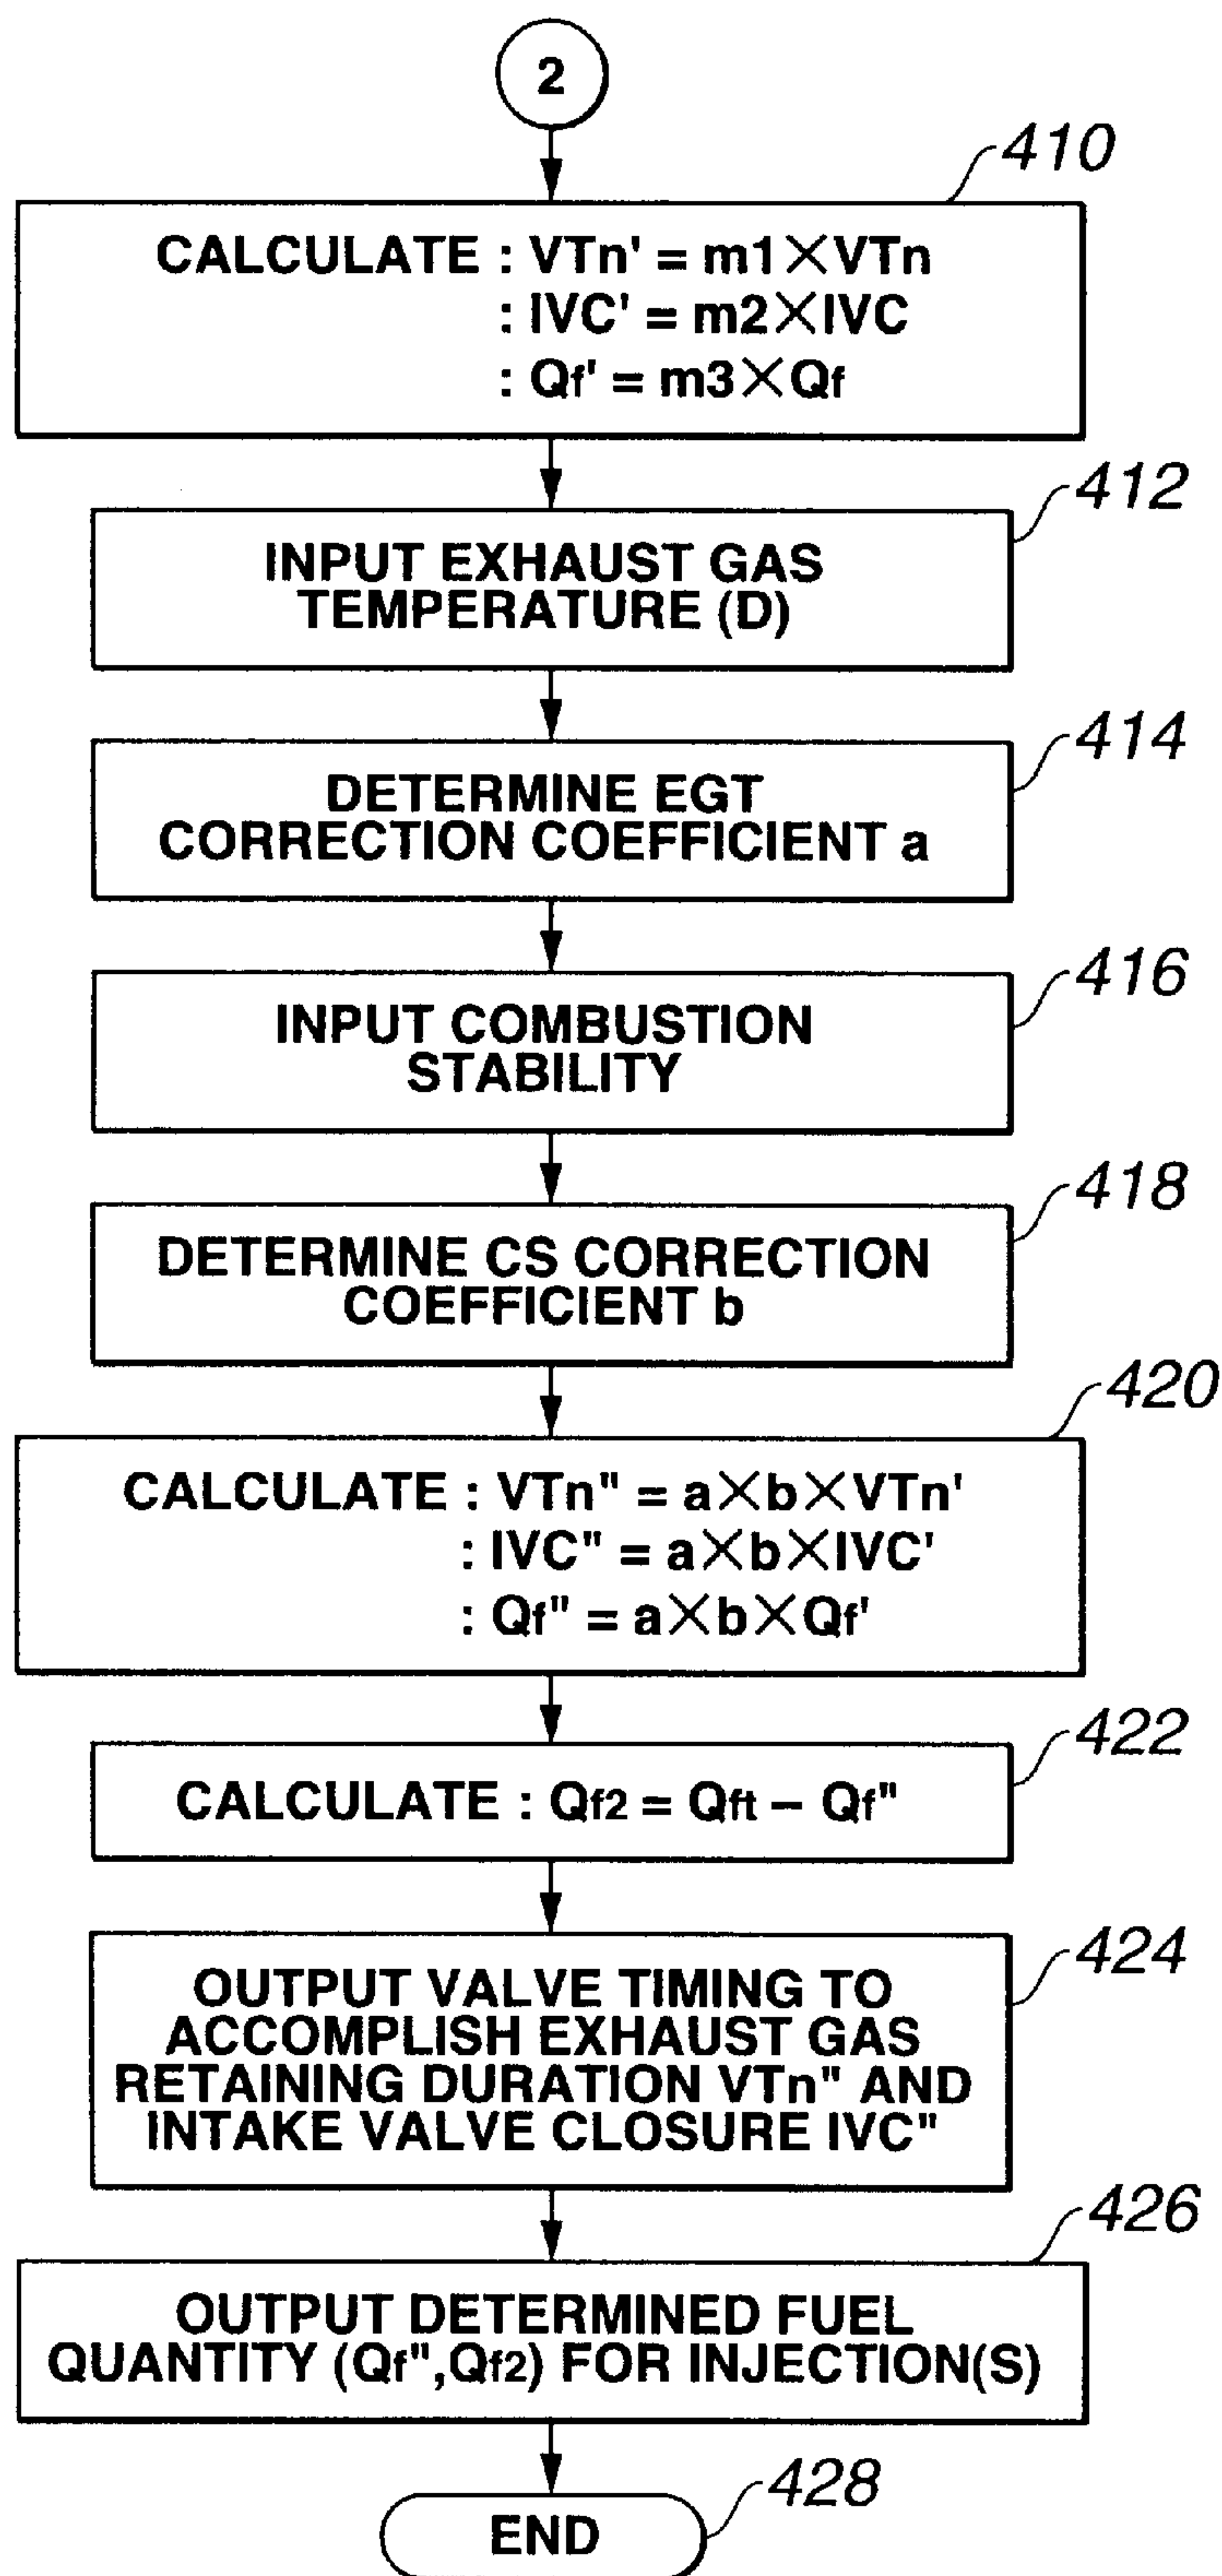 2
410
CALCULATE : VTn' = m1×VTn
: IVC' = m2×IVC
: Qf' = m3×Qf
412
INPUT EXHAUST GAS
TEMPERATURE (D)
414
DETERMINE EGT
CORRECTION COEFFICIENT a
416
INPUT COMBUSTION
STABILITY
418
DETERMINE CS CORRECTION
COEFFICIENT b
420
CALCULATE : VTn" = a×b×VTn'
: IVC" = a×b×IVC'
: Qf" = a×b×Qf'
422
CALCULATE : Qf2 = Qft – Qf"
424
OUTPUT VALVE TIMING TO
ACCOMPLISH EXHAUST GAS
RETAINING DURATION VTn" AND
INTAKE VALVE CLOSURE IVC"
426
OUTPUT DETERMINED FUEL
QUANTITY (Qf",Qf2) FOR INJECTION(S)
428
END